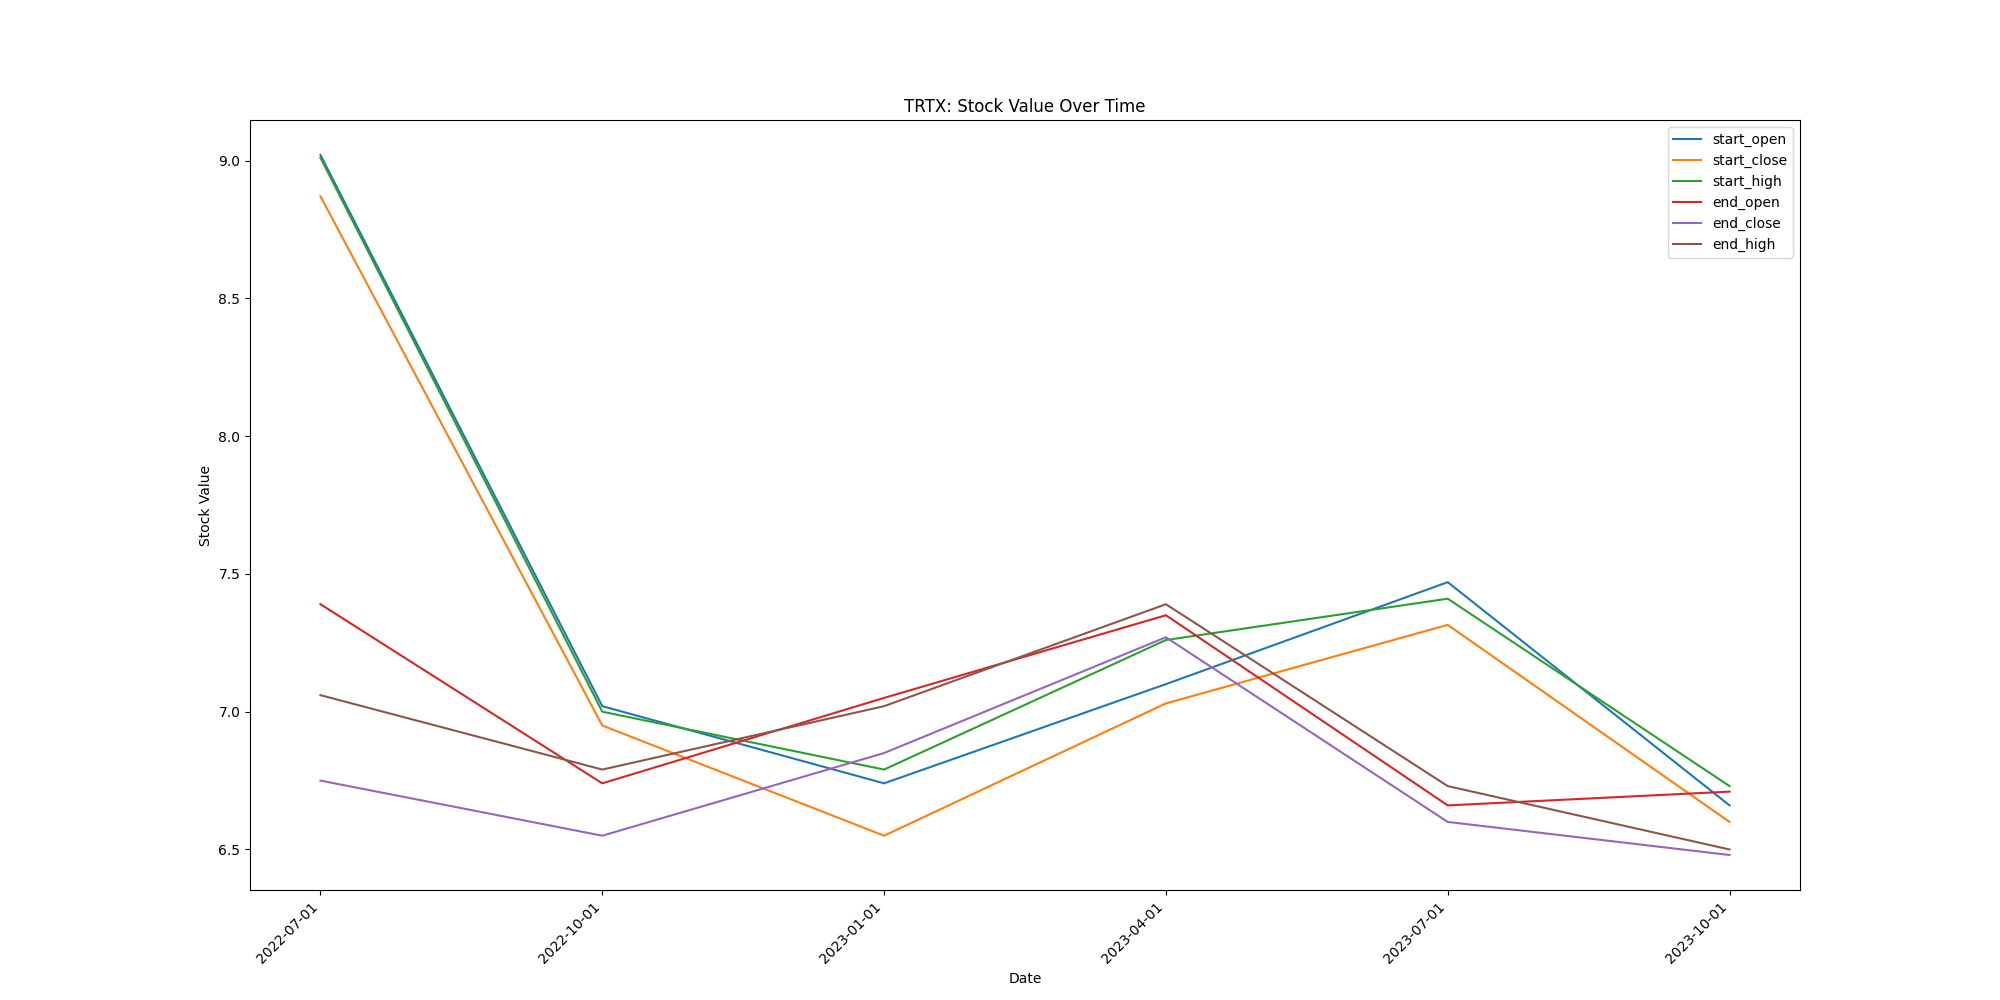 TRTX: Stock Value Over Time
start_open
start_close
start_high
end_open
end_close
end_high
9.0
8.5
8.0
7.5
7.0
6.5
Stock Value
2022-07-01
2022-10-01
2023-01-01
2023-04-01
2023-07-01
2023-10-01
Date